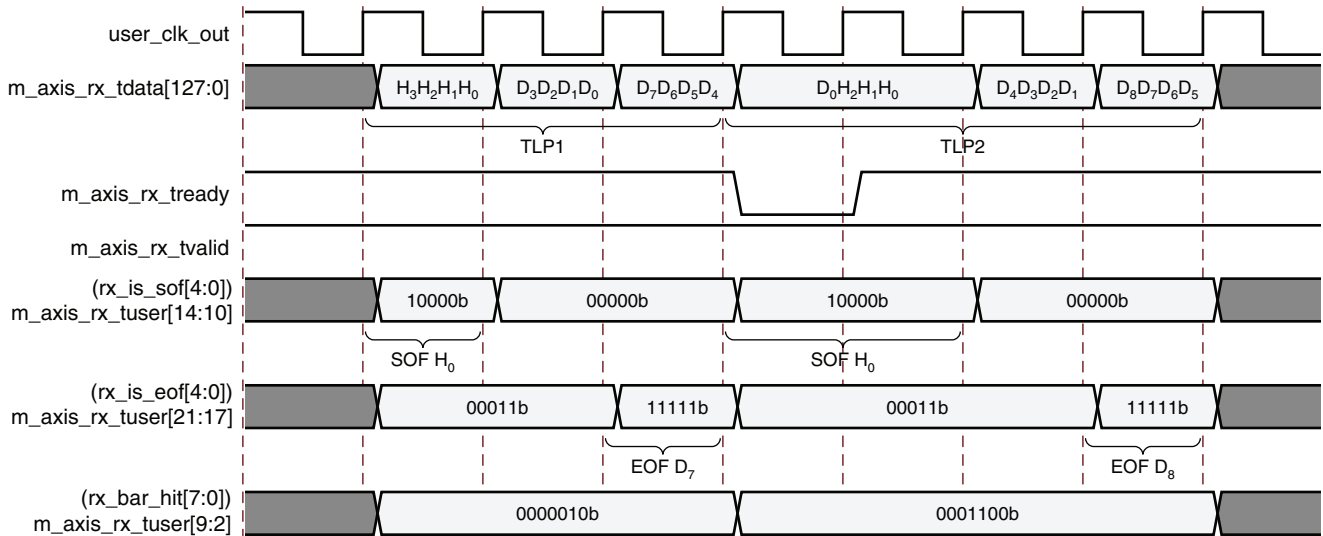 user_clk_out
m_axis_rx_tdata[127:0]
H₃H₂H₁H₀ D₃D₂D₁D₀ D₇D₆D₅D₄ D₀H₂H₁H₀ D₄D₃D₂D₁ D₈D₇D₆D₅
TLP1 TLP2
m_axis_rx_tready
m_axis_rx_tvalid
(rx_is_sof[4:0])
m_axis_rx_tuser[14:10]
10000b 00000b 10000b 00000b
SOF H₀ SOF H₀
(rx_is_eof[4:0])
m_axis_rx_tuser[21:17]
00011b 11111b 00011b 11111b
EOF D₇ EOF D₈
(rx_bar_hit[7:0])
m_axis_rx_tuser[9:2]
0000010b 0001100b